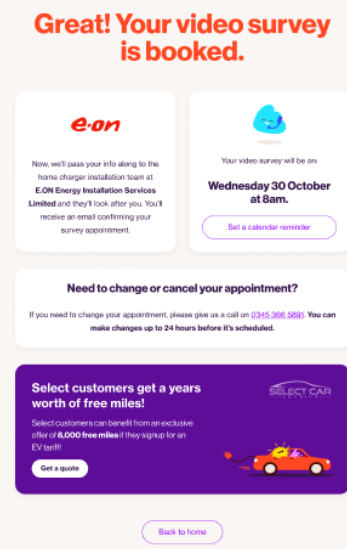 Great! Your video survey
is booked.
e·on
Now, we'll pass your info along to the
home charger installation team at
E.ON Energy Installation Services
Limited and they'll look after you. You'll
receive an email confirming your
survey appointment.
Your video survey will be on
Wednesday 30 October
at 8am.
Set a calendar reminder
Need to change or cancel your appointment?
If you need to change your appointment, please give us a call on 0345 366 5891. You can
make changes up to 24 hours before it's scheduled.
Select customers get a years
worth of free miles!
Select customers can benefit from an exclusive
offer of 8,000 free miles if they signup for an
EV tariff!
Get a quote
SELECT CAR
LEASING
Back to home